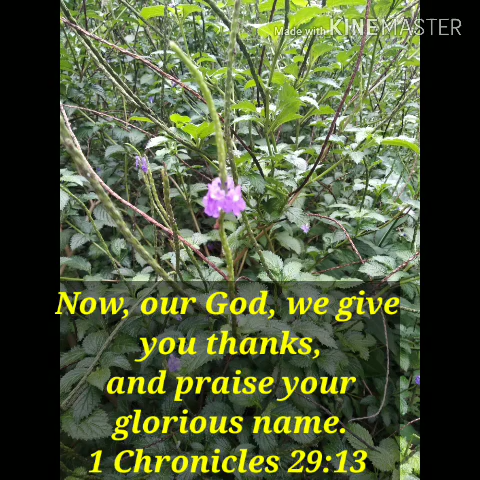 Made with KINEMASTER
Now, our God, we give
you thanks,
and praise your
glorious name.
1 Chronicles 29:13